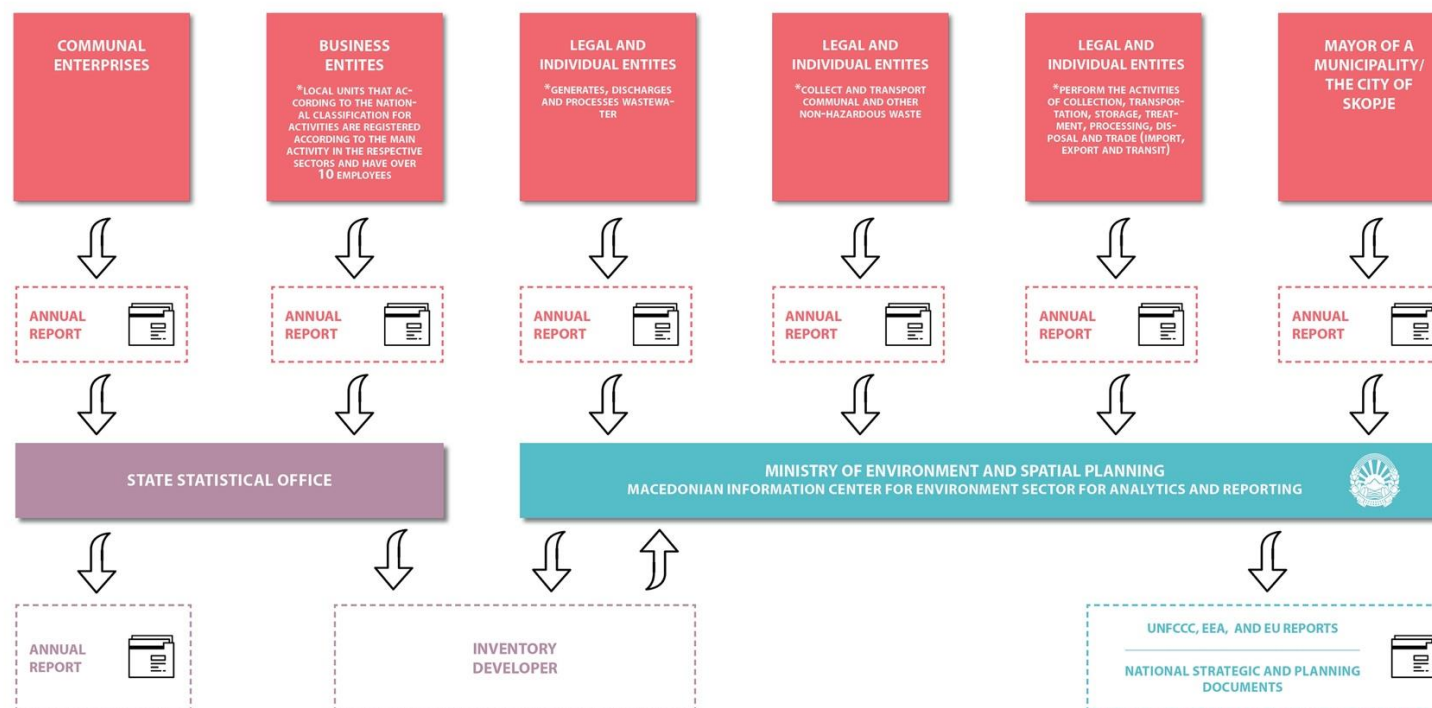 COMMUNAL
ENTERPRISES
BUSINESS
ENTITES
*LOCAL UNITS THAT AC-
CORDING TO THE NATION-
AL CLASSIFICATION FOR
ACTIVITIES ARE REGISTERED
ACCORDING TO THE MAIN
ACTIVITY IN THE RESPECTIVE
SECTORS AND HAVE OVER
10 EMPLOYEES
LEGAL AND
INDIVIDUAL ENTITES
*GENERATES, DISCHARGES
AND PROCESSES WASTEWA-
TER
LEGAL AND
INDIVIDUAL ENTITES
*COLLECT AND TRANSPORT
COMMUNAL AND OTHER
NON-HAZARDOUS WASTE
LEGAL AND
INDIVIDUAL ENTITES
*PERFORM THE ACTIVITIES
OF COLLECTION, TRANSPOR-
TATION, STORAGE, TREAT-
MENT, PROCESSING, DIS-
POSAL AND TRADE (IMPORT,
EXPORT AND TRANSIT)
MAYOR OF A
MUNICIPALITY/
THE CITY OF
SKOPJE
ANNUAL
REPORT
ANNUAL
REPORT
ANNUAL
REPORT
ANNUAL
REPORT
ANNUAL
REPORT
ANNUAL
REPORT
STATE STATISTICAL OFFICE
MINISTRY OF ENVIRONMENT AND SPATIAL PLANNING
MACEDONIAN INFORMATION CENTER FOR ENVIRONMENT SECTOR FOR ANALYTICS AND REPORTING
ANNUAL
REPORT
INVENTORY
DEVELOPER
UNFCCC, EEA, AND EU REPORTS
NATIONAL STRATEGIC AND PLANNING
DOCUMENTS